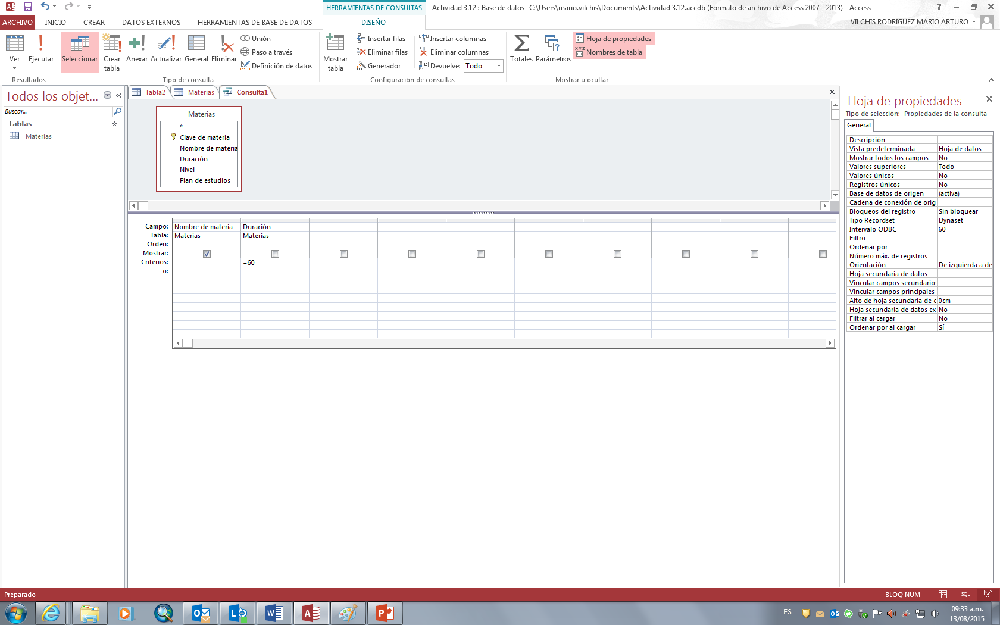 HERRAMIENTAS DE CONSULTAS
Actividad 3.12 : Base de datos- C:\Users\mario.vilchis\Documents\Actividad 3.12.accdb (Formato de archivo de Access 2007 - 2013) - Access
ARCHIVO INICIO CREAR DATOS EXTERNOS HERRAMIENTAS DE BASE DE DATOS DISEÑO VILCHIS RODRIGUEZ MARIO ARTURO
Ver
Ejecutar
Resultados
Seleccionar
Crear
tabla
Anexar
Actualizar
General
Eliminar
Unión
Paso a través
Definición de datos
Tipo de consulta
Mostrar
tabla
Insertar filas
Eliminar filas
Generador
Insertar columnas
Eliminar columnas
Devuelve: Todo
Configuración de consultas
Totales
Parámetros
Hoja de propiedades
Nombres de tabla
Mostrar u ocultar
Todos los objet...
Buscar...
Tablas
Materias
Tabla2 Materias Consulta1
Materias
*
Clave de materia
Nombre de materia
Duración
Nivel
Plan de estudios
Campo: Nombre de materia Duración
Tabla: Materias Materias
Orden:
Mostrar:
Criterios: =60
o:
Hoja de propiedades
Tipo de selección: Propiedades de la consulta
General
Descripción
Vista predeterminada Hoja de datos
Mostrar todos los campos No
Valores superiores Todo
Valores únicos No
Registros únicos No
Base de datos de origen (activa)
Cadena de conexión de orig
Bloqueos del registro Sin bloquear
Tipo Recordset Dynaset
Intervalo ODBC 60
Filtro
Ordenar por
Número máx. de registros
Orientación De izquierda a de
Hoja secundaria de datos
Vincular campos secundarios
Vincular campos principales
Alto de hoja secundaria de c 0cm
Hoja secundaria de datos ex No
Filtrar al cargar No
Ordenar por al cargar Sí
Preparado
BLOQ NUM
SQL
ES
09:33 a.m.
13/08/2015